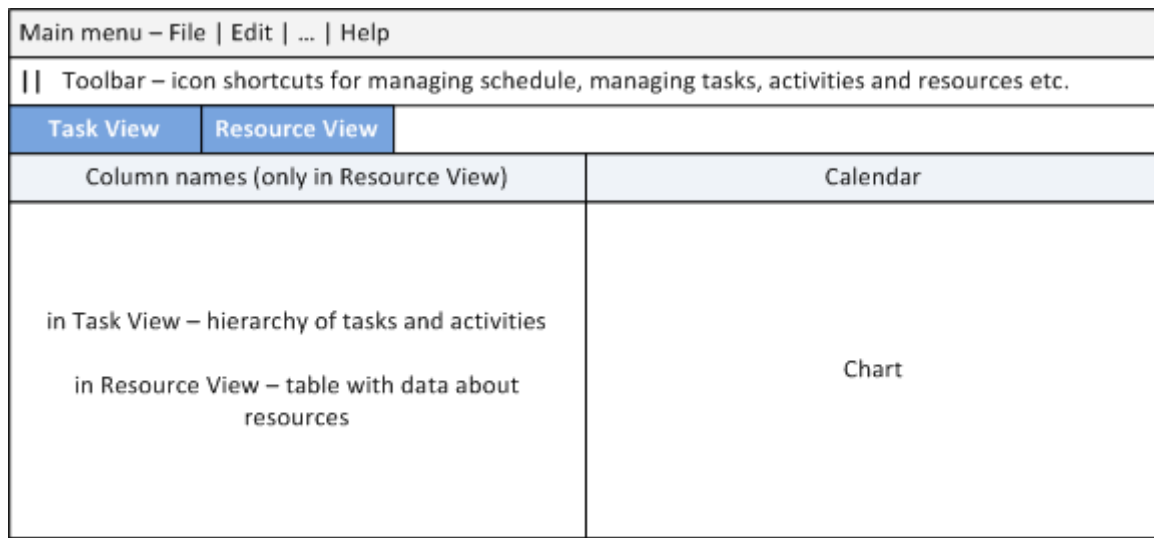 Main menu – File | Edit | … | Help
|| Toolbar – icon shortcuts for managing schedule, managing tasks, activities and resources etc.
Task View Resource View
Column names (only in Resource View) Calendar
in Task View – hierarchy of tasks and activities
in Resource View – table with data about
resources
Chart